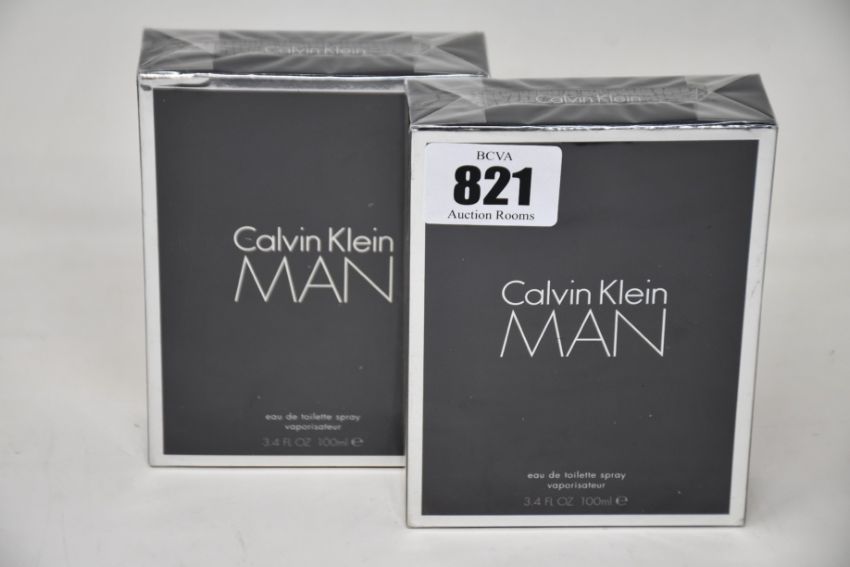 Calvin Klein
Calvin Klein
MAN
eau de toilette spray
vaporisateur
3.4 FL OZ 100ml ℮
Calvin Klein
BCVA
821
Auction Rooms
Calvin Klein
MAN
eau de toilette spray
vaporisateur
3.4 FL OZ 100ml ℮